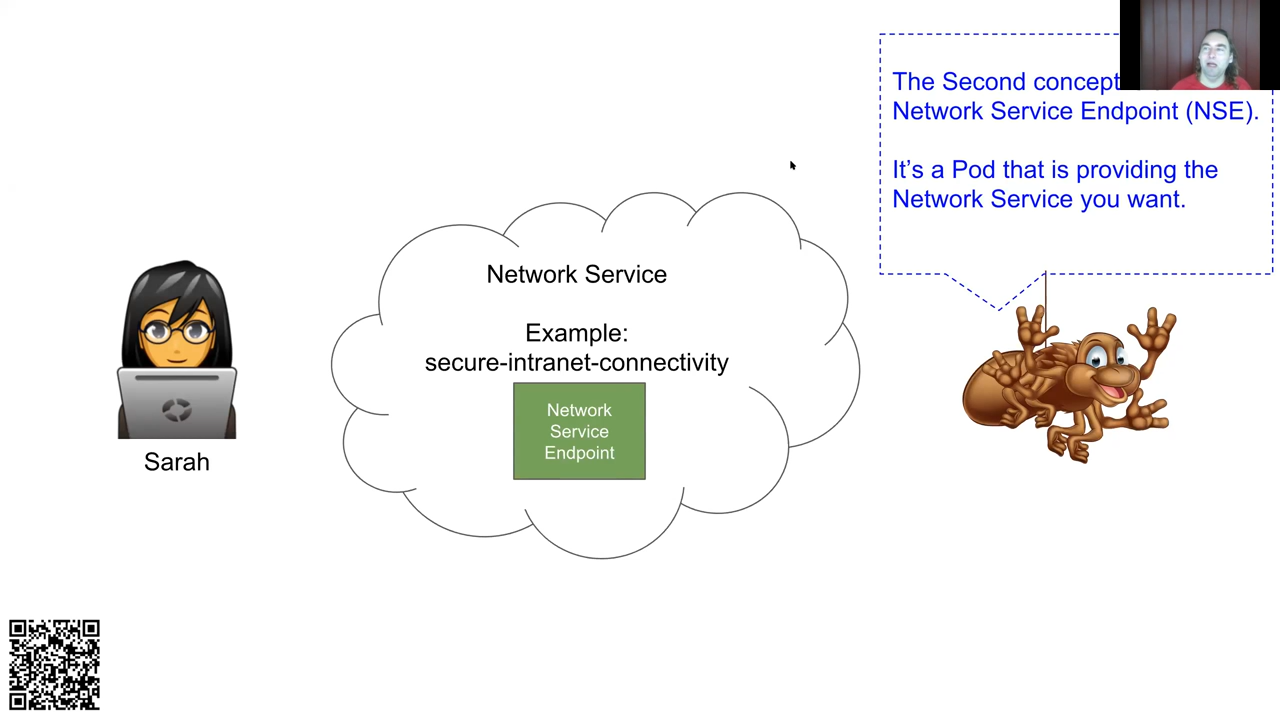 The Second concept
Network Service Endpoint (NSE).
It's a Pod that is providing the
Network Service you want.
Network Service
Example:
secure-intranet-connectivity
Network
Service
Endpoint
Sarah